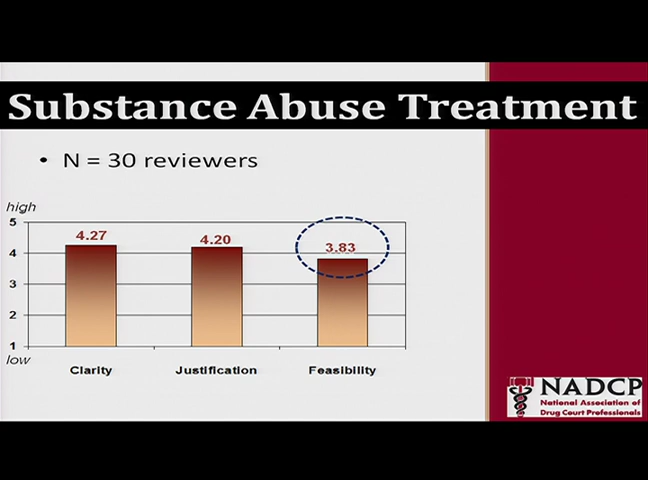 Substance Abuse Treatment
• N = 30 reviewers
high
5
4
3
2
1
low
4.27
4.20
3.83
Clarity
Justification
Feasibility
NADCP
National Association of
Drug Court Professionals